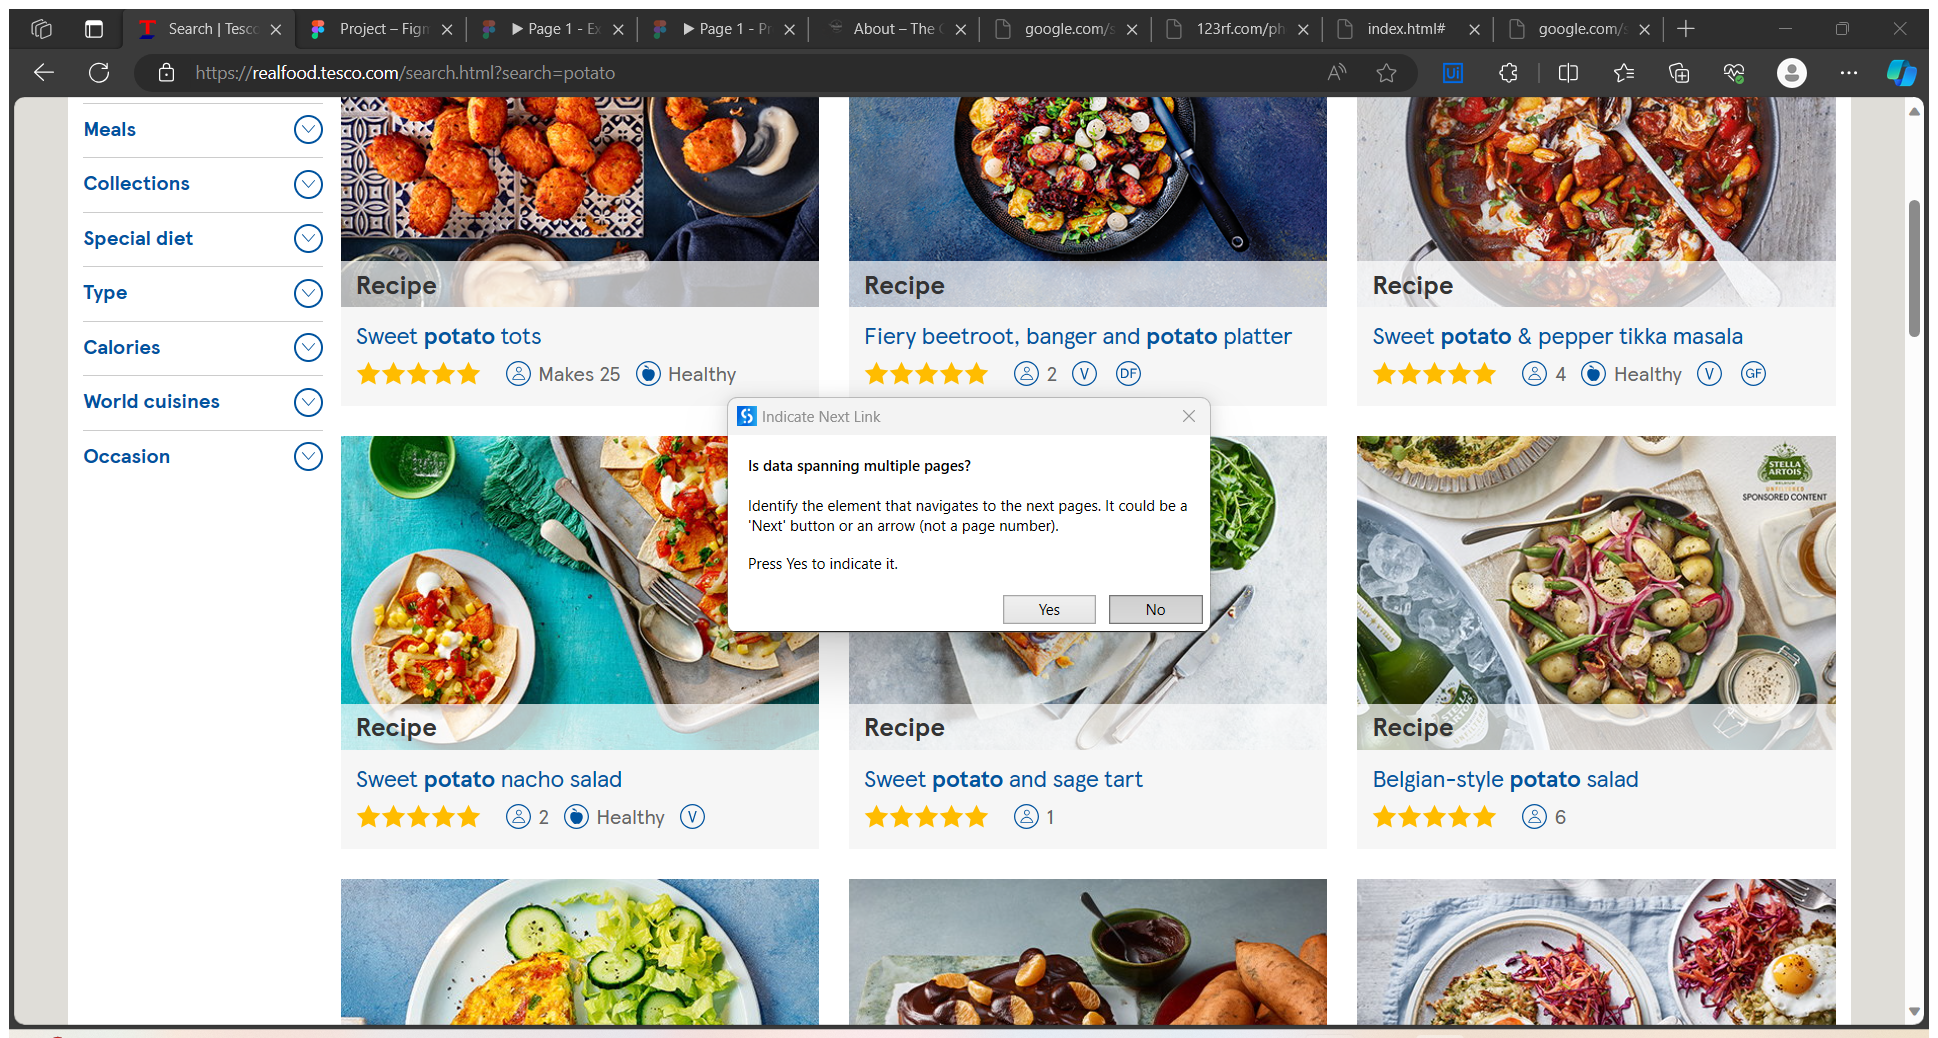 Search | Tesc
Project – Fign
Page 1 - Ex
Page 1 - Pr
About – The
google.com/s
123rf.com/ph
index.html#
google.com/s
https://realfood.tesco.com/search.html?search=potato
Meals
Collections
Special diet
Type
Calories
World cuisines
Occasion
Recipe
Sweet potato tots
Makes 25 Healthy
Recipe
Fiery beetroot, banger and potato platter
2 V DF
Recipe
Sweet potato & pepper tikka masala
4 Healthy V GF
Indicate Next Link
Is data spanning multiple pages?
Identify the element that navigates to the next pages. It could be a
'Next' button or an arrow (not a page number).
Press Yes to indicate it.
Yes No
Recipe
Sweet potato nacho salad
2 Healthy V
Recipe
Sweet potato and sage tart
1
STELLA
ARTOIS
SPONSORED CONTENT
Recipe
Belgian-style potato salad
6